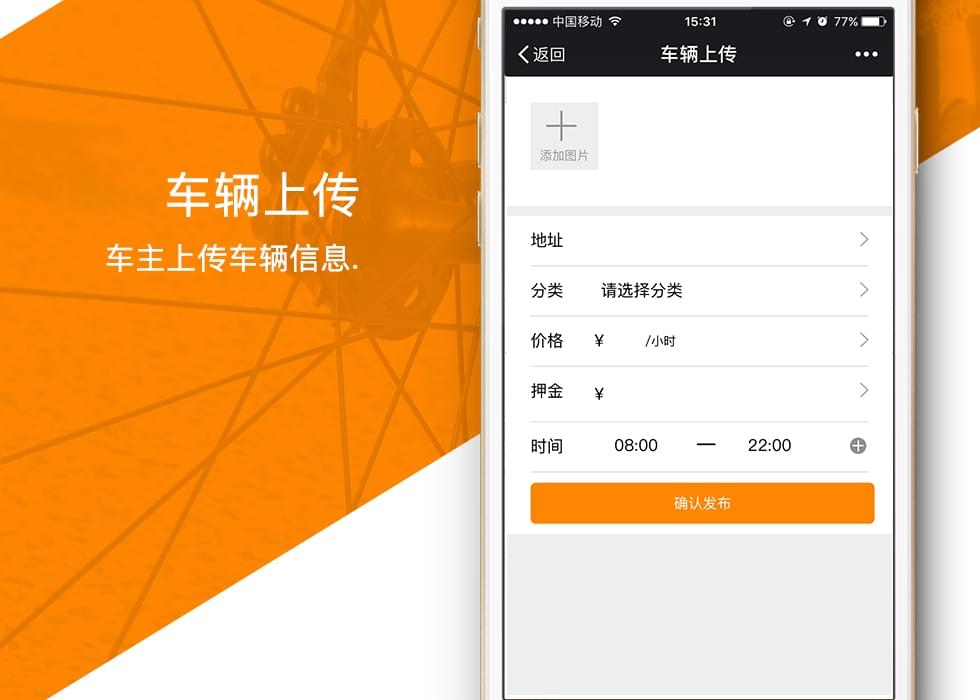 车辆上传
车主上传车辆信息.
中国移动 15:31 77%
返回 车辆上传
添加图片
地址
分类 请选择分类
价格 ¥ /小时
押金 ¥
时间 08:00 — 22:00
确认发布